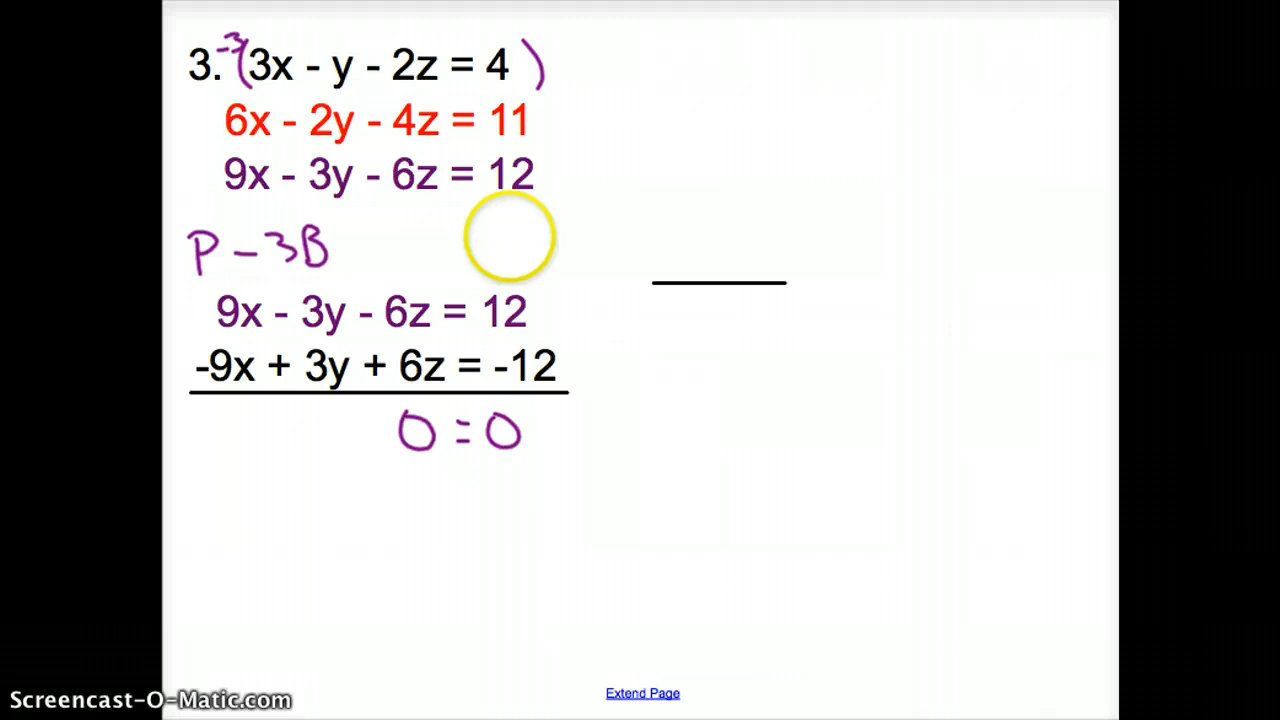 3. -3(3x - y - 2z = 4 )
6x - 2y - 4z = 11
9x - 3y - 6z = 12
P - 3B
9x - 3y - 6z = 12
-9x + 3y + 6z = -12
0 = 0
Extend Page
Screencast-O-Matic.com